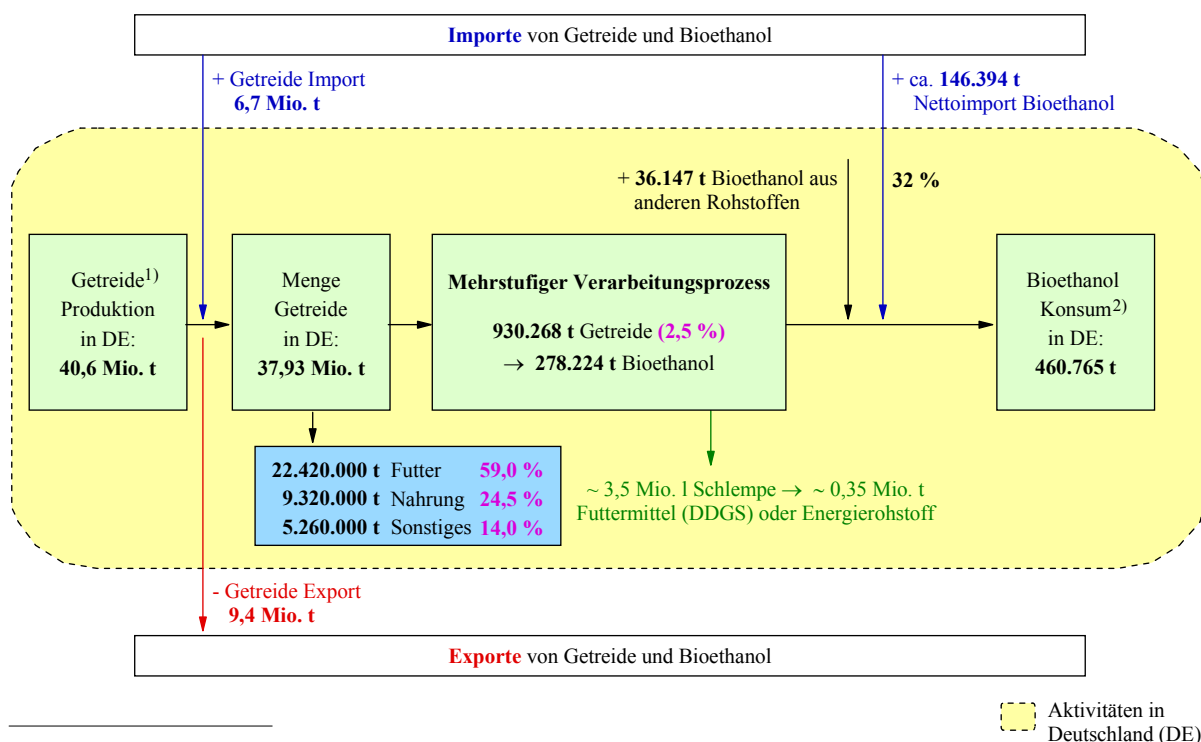 Importe von Getreide und Bioethanol
+ Getreide Import
6,7 Mio. t
+ ca. 146.394 t
Nettoimport Bioethanol
+ 36.147 t Bioethanol aus
anderen Rohstoffen
32 %
Getreide1)
Produktion
in DE:
40,6 Mio. t
Menge
Getreide
in DE:
37,93 Mio. t
Mehrstufiger Verarbeitungsprozess
930.268 t Getreide (2,5 %)
→ 278.224 t Bioethanol
Bioethanol
Konsum2)
in DE:
460.765 t
22.420.000 t Futter 59,0 %
9.320.000 t Nahrung 24,5 %
5.260.000 t Sonstiges 14,0 %
~ 3,5 Mio. l Schlempe → ~ 0,35 Mio. t
Futtermittel (DDGS) oder Energierohstoff
- Getreide Export
9,4 Mio. t
Exporte von Getreide und Bioethanol
Aktivitäten in
Deutschland (DE)